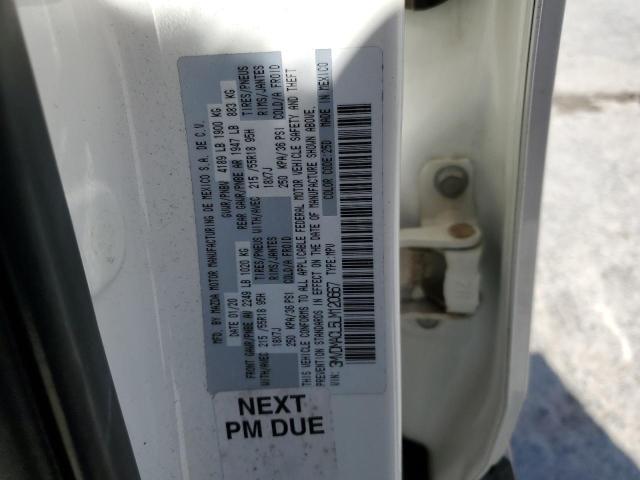 MFD. BY MAZDA MOTOR MANUFACTURING DE MEXICO S.A. DE C.V.
DATE 01/20 GVWR/PNBV 4189 LB 1900 KG
FRONT GAWR/PNBE AV 2249 LB 1020 KG REAR GAWR/PNBE AR 1947 LB 883 KG
WITH/AVEC 215 /55R18 95H TIRES/PNEUS WITH/AVEC 215 /55R18 95H TIRES/PNEUS
18X7J RIMS/JANTES 18X7J RIMS/JANTES
250 KPA/36 PSI COLD/A FROID 250 KPA/36 PSI COLD/A FROID
THIS VEHICLE CONFORMS TO ALL APPLICABLE FEDERAL MOTOR VEHICLE SAFETY AND THEFT
PREVENTION STANDARDS IN EFFECT ON THE DATE OF MANUFACTURE SHOWN ABOVE.
VIN: 3MVDMACL5LM120567 TYPE:MPV COLOR CODE/25D MADE IN MEXICO
NEXT
PM DUE